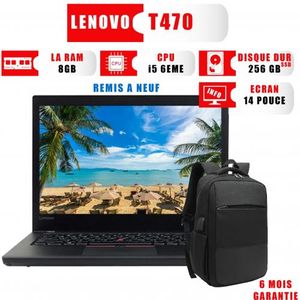 LENOVO T470
LA RAM
8GB
CPU
CPU
i5 6EME
DISQUE DUR
256 GB SSD
REMIS A NEUF
INFO
ECRAN
14 POUCE
6 MOIS
GARANTIE